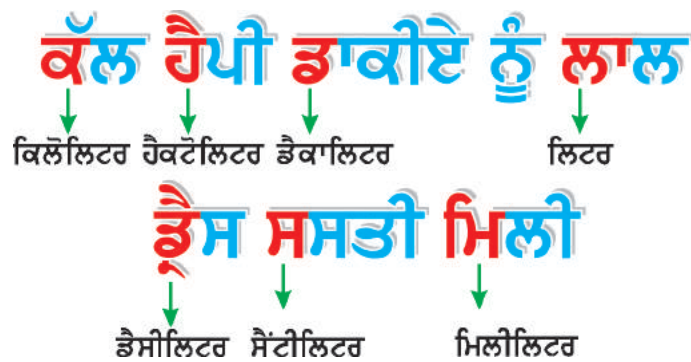 ਕੱਲ ਹੈਪੀ ਡਾਕੀਏ ਨੂੰ ਲਾਲ
ਕਿਲੋਲਿਟਰ ਹੈਕਟੋਲਿਟਰ ਡੈਕਾਲਿਟਰ ਲਿਟਰ
ਡ੍ਰੈਸ ਸਸਤੀ ਮਿਲੀ
ਡੈਸੀਲਿਟਰ ਸੈਂਟੀਲਿਟਰ ਮਿਲੀਲਿਟਰ